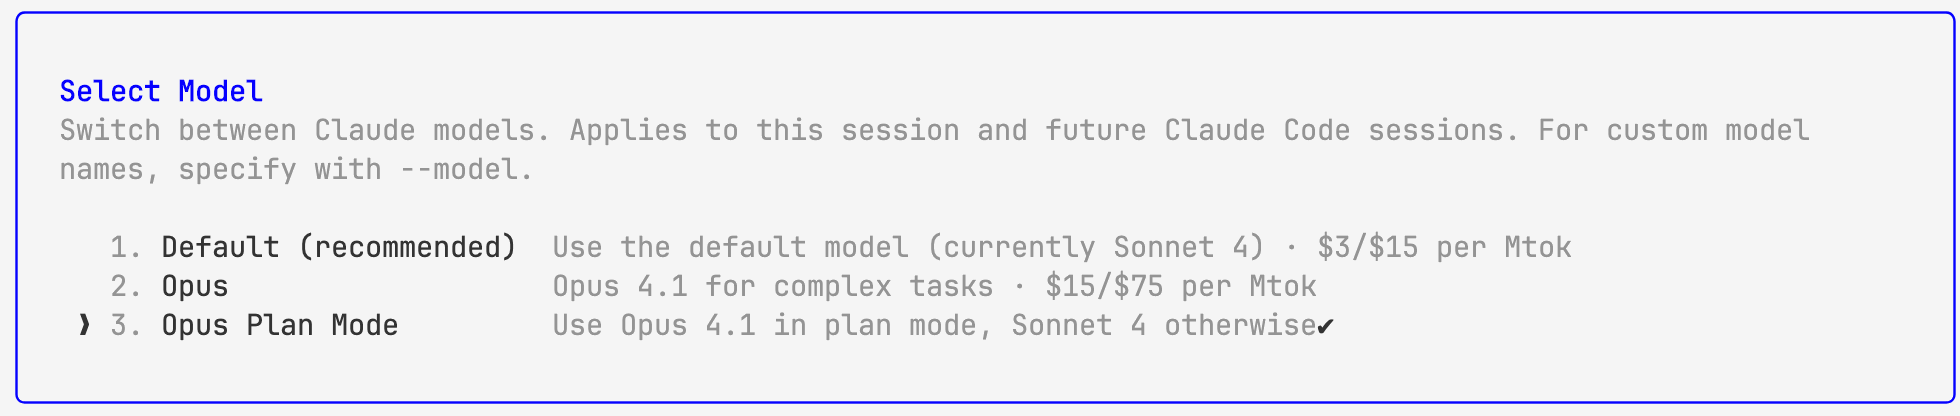 Select Model
Switch between Claude models. Applies to this session and future Claude Code sessions. For custom model
names, specify with --model.
1. Default (recommended)  Use the default model (currently Sonnet 4) · $3/$15 per Mtok
2. Opus  Opus 4.1 for complex tasks · $15/$75 per Mtok
❯ 3. Opus Plan Mode  Use Opus 4.1 in plan mode, Sonnet 4 otherwise✔